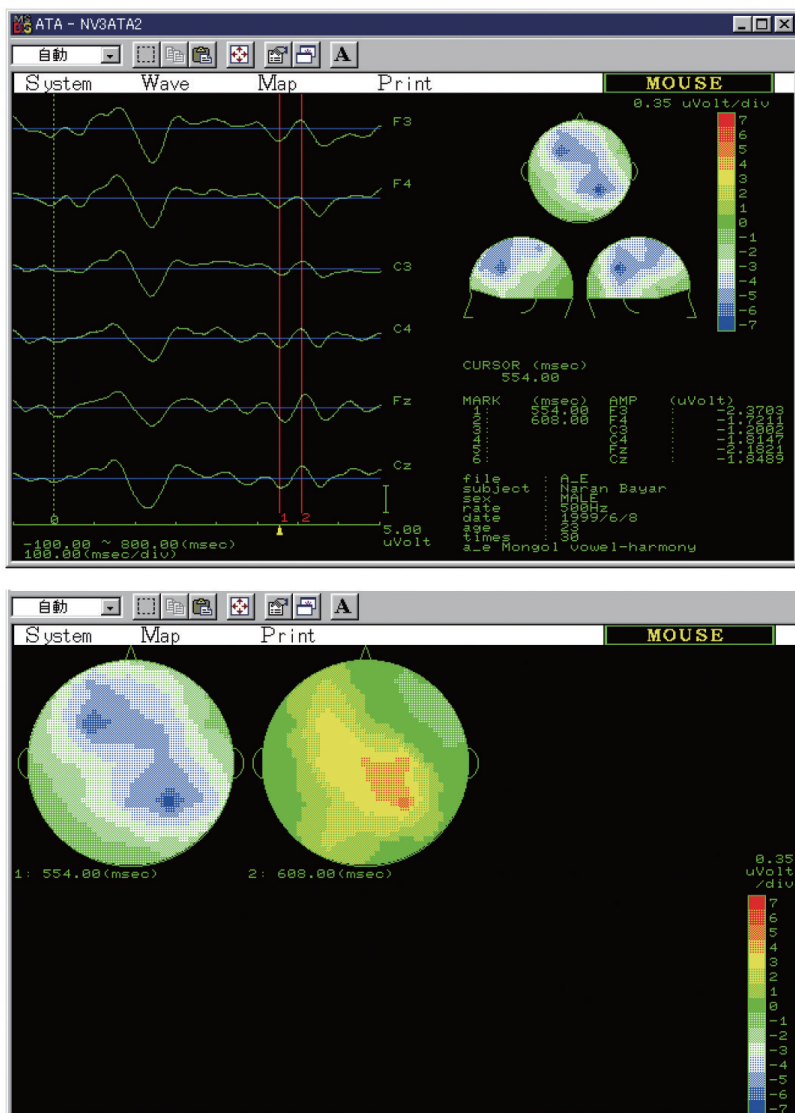 ATA - NV3ATA2
自動
A
System Wave Map Print MOUSE
0.35 uVolt/div
F3
F4
C3
C4
Fz
Cz
7
6
5
4
3
2
1
0
-1
-2
-3
-4
-5
-6
-7
CURSOR (msec)
554.00
MARK (msec) AMP (uVolt)
1: 554.00 F3 : -2.3703
2: 608.00 F4 : -1.7211
3: C3 : -1.2002
4: C4 : -1.8147
5: Fz : -2.1821
6: Cz : -1.8489
file : A_E
subject : Naran Bayar
sex : MALE
rate : 500Hz
date : 1999/6/8
age : 23
times : 30
a_e Mongol vowel-harmony
0 1 2
5.00
uVolt
-100.00 ~ 800.00(msec)
100.00(msec/div)
自動
A
System Map Print MOUSE
1: 554.00(msec) 2: 608.00(msec)
0.35
uVolt
/div
7
6
5
4
3
2
1
0
-1
-2
-3
-4
-5
-6
-7